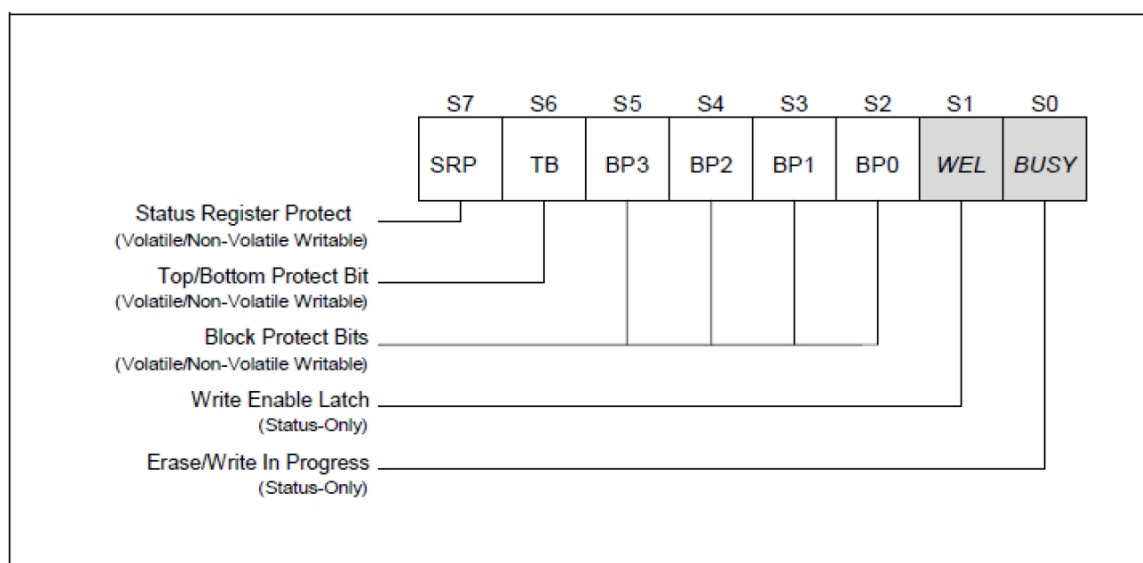 S7 S6 S5 S4 S3 S2 S1 S0
SRP TB BP3 BP2 BP1 BP0 WEL BUSY
Status Register Protect
(Volatile/Non-Volatile Writable)
Top/Bottom Protect Bit
(Volatile/Non-Volatile Writable)
Block Protect Bits
(Volatile/Non-Volatile Writable)
Write Enable Latch
(Status-Only)
Erase/Write In Progress
(Status-Only)